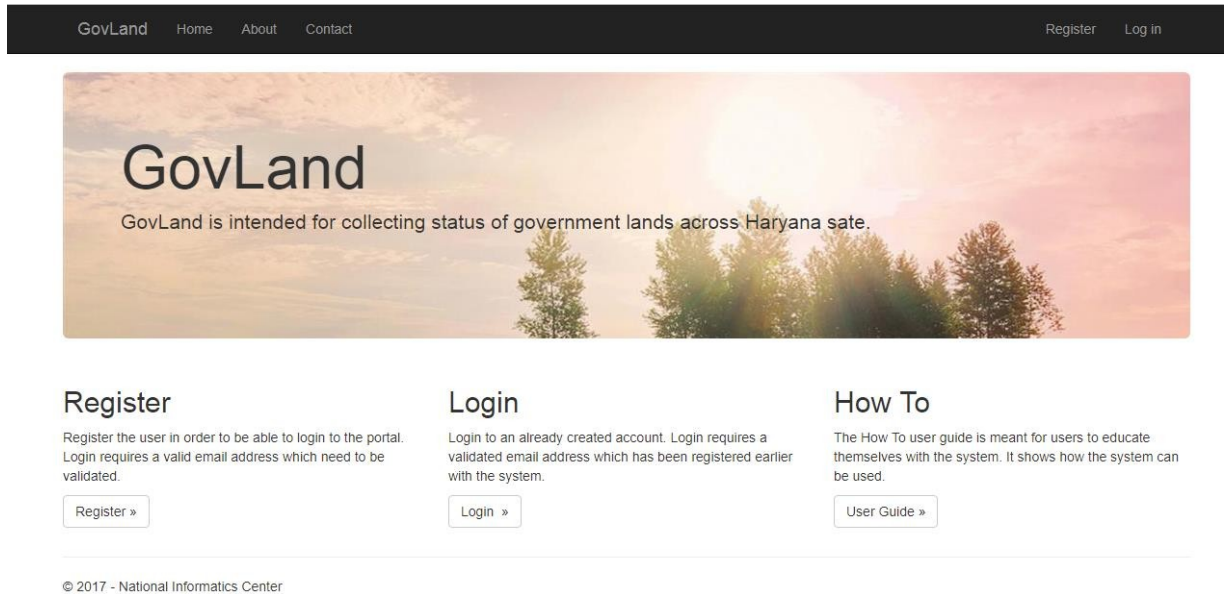 GovLand Home About Contact Register Log in
GovLand
GovLand is intended for collecting status of government lands across Haryana sate.
Register
Register the user in order to be able to login to the portal.
Login requires a valid email address which need to be
validated.
Register »
Login
Login to an already created account. Login requires a
validated email address which has been registered earlier
with the system.
Login »
How To
The How To user guide is meant for users to educate
themselves with the system. It shows how the system can
be used.
User Guide »
© 2017 - National Informatics Center